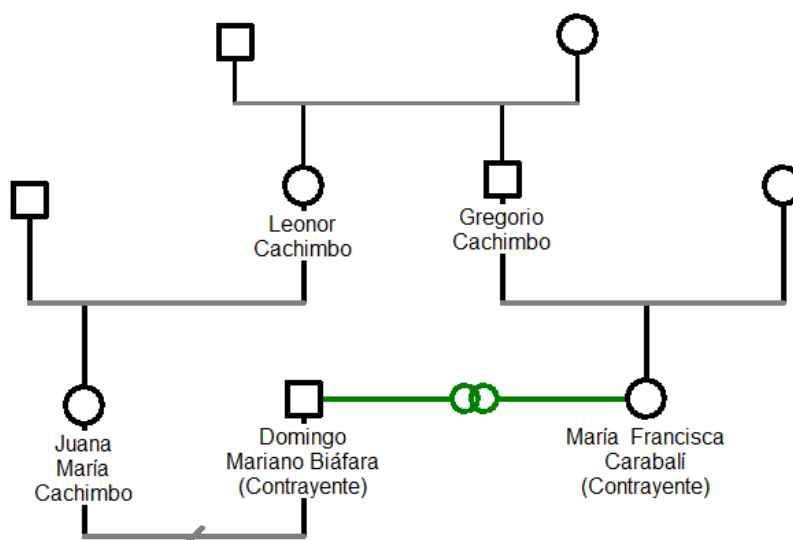 Leonor
Cachimbo
Gregorio
Cachimbo
Juana
María
Cachimbo
Domingo
Mariano Biáfara
(Contrayente)
María Francisca
Carabalí
(Contrayente)